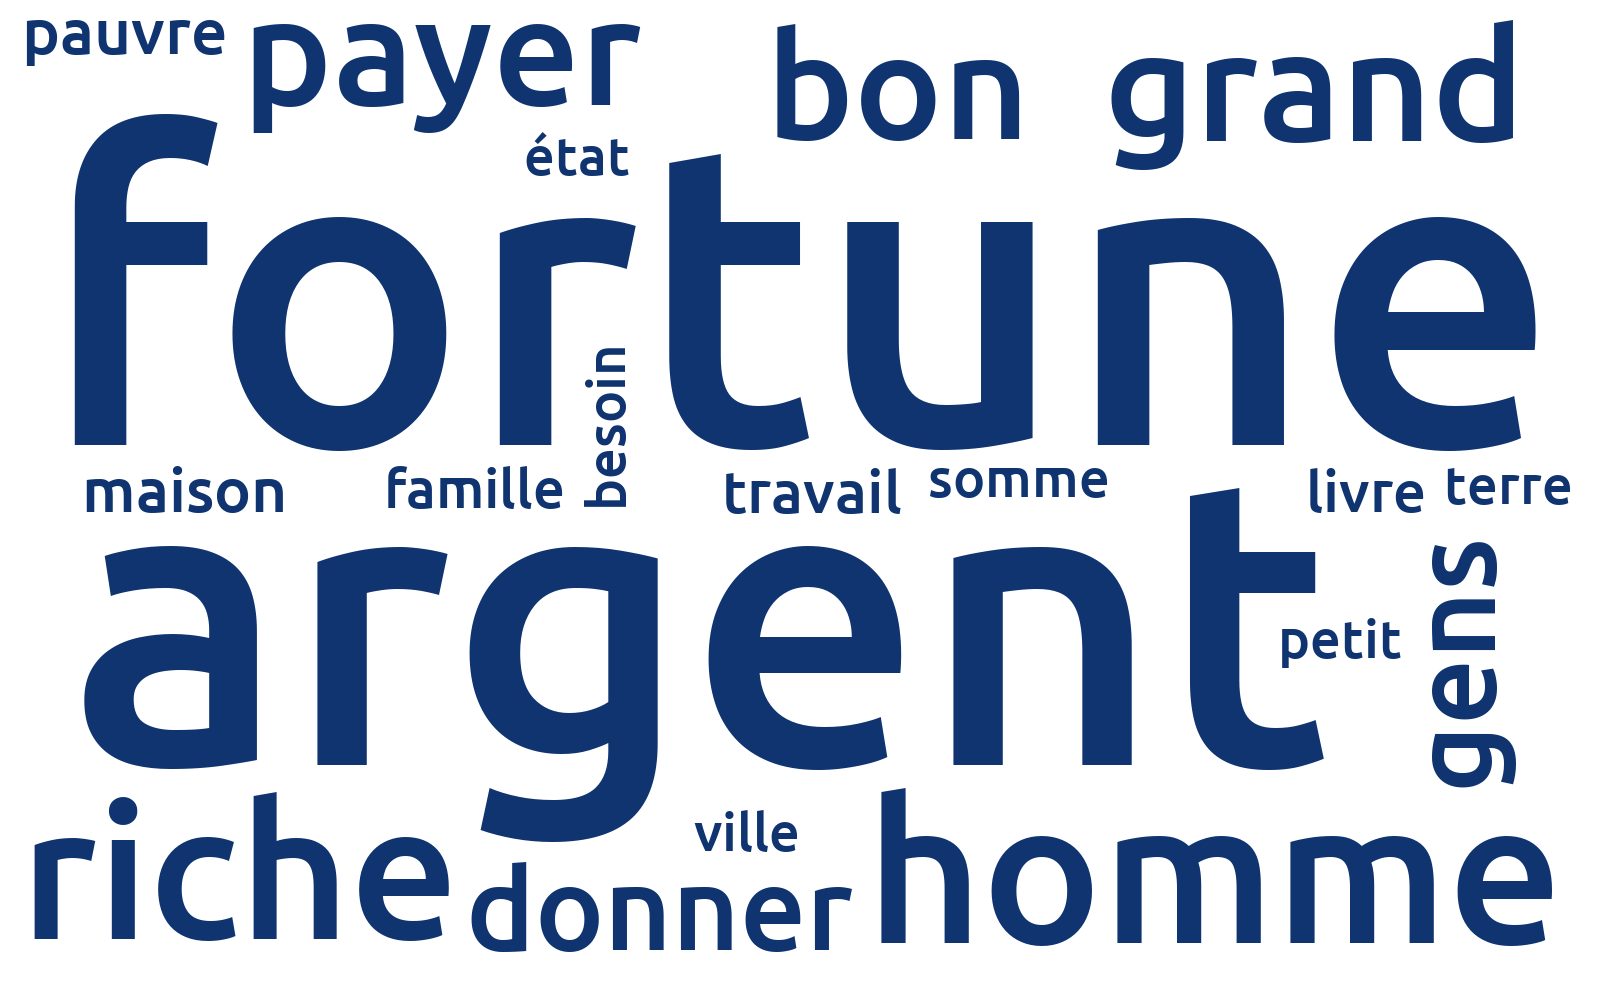 pauvre
payer
bon
grand
état
fortune
besoin
maison
famille
travail
somme
livre
terre
argent
petit
gens
riche
ville
donner
homme